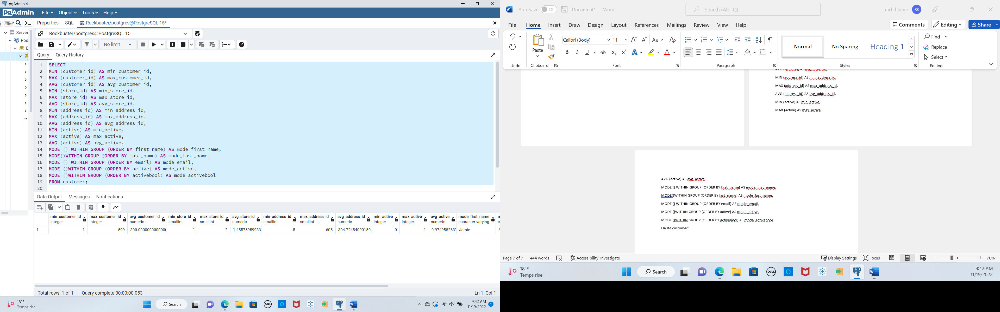 pgAdmin 4
pgAdmin File Object Tools Help
Properties SQL Rockbuster/postgres@PostgreSQL 15*
Server
Pos
D
Rockbuster/postgres@PostgreSQL 15
No limit
Query Query History
1 SELECT
2 MIN (customer_id) AS min_customer_id,
3 MAX (customer_id) AS max_customer_id,
4 AVG (customer_id) AS avg_customer_id,
5 MIN (store_id) AS min_store_id,
6 MAX (store_id) AS max_store_id,
7 AVG (store_id) AS avg_store_id,
8 MIN (address_id) AS min_address_id,
9 MAX (address_id) AS max_address_id,
10 AVG (address_id) AS avg_address_id,
11 MIN (active) AS min_active,
12 MAX (active) AS max_active,
13 AVG (active) AS avg_active,
14 MODE () WITHIN GROUP (ORDER BY first_name) AS mode_first_name,
15 MODE()WITHIN GROUP (ORDER BY last_name) AS mode_last_name,
16 MODE () WITHIN GROUP (ORDER BY email) AS mode_email,
17 MODE ()WITHIN GROUP (ORDER BY active) AS mode_active,
18 MODE ()WITHIN GROUP (ORDER BY activebool) AS mode_activebool
19 FROM customer;
20
Data Output Messages Notifications
min_customer_id max_customer_id avg_customer_id min_store_id max_store_id avg_store_id min_address_id max_address_id avg_address_id min_active max_active avg_active mode_first_name
integer integer numeric smallint smallint numeric smallint smallint numeric integer integer numeric character varying
1 1 599 300.0000000000000 1 2 1.45575959933 5 605 304.724540901502 0 1 0.9749582637 Jamie
Total rows: 1 of 1 Query complete 00:00:00.053 Ln 1, Col 1
18°F
Temps rise
Search
9:42 AM
11/19/2022
1
AutoSave Off Document1 - Word Search (Alt+Q) rach blume RB
File Home Insert Draw Design Layout References Mailings Review View Help Comments Editing Share
Paste
Calibri (Body) 11 Aa
B I U ab x₂ x² A A
Normal No Spacing Heading 1
Find
Replace
Select
Undo Clipboard Font Paragraph Styles Editing
AVG (store_id) AS avg_store_id,
MIN (address_id) AS min_address_id,
MAX (address_id) AS max_address_id,
AVG (address_id) AS avg_address_id,
MIN (active) AS min_active,
MAX (active) AS max_active,
AVG (active) AS avg_active,
MODE () WITHIN GROUP (ORDER BY first_name) AS mode_first_name,
MODE()WITHIN GROUP (ORDER BY last_name) AS mode_last_name,
MODE () WITHIN GROUP (ORDER BY email) AS mode_email,
MODE ()WITHIN GROUP (ORDER BY active) AS mode_active,
MODE ()WITHIN GROUP (ORDER BY activebool) AS mode_activebool
FROM customer;
Page 7 of 7 444 words Accessibility: Investigate Display Settings Focus 70%
18°F
Temps rise
Search
DELL
9:42 AM
11/19/2022